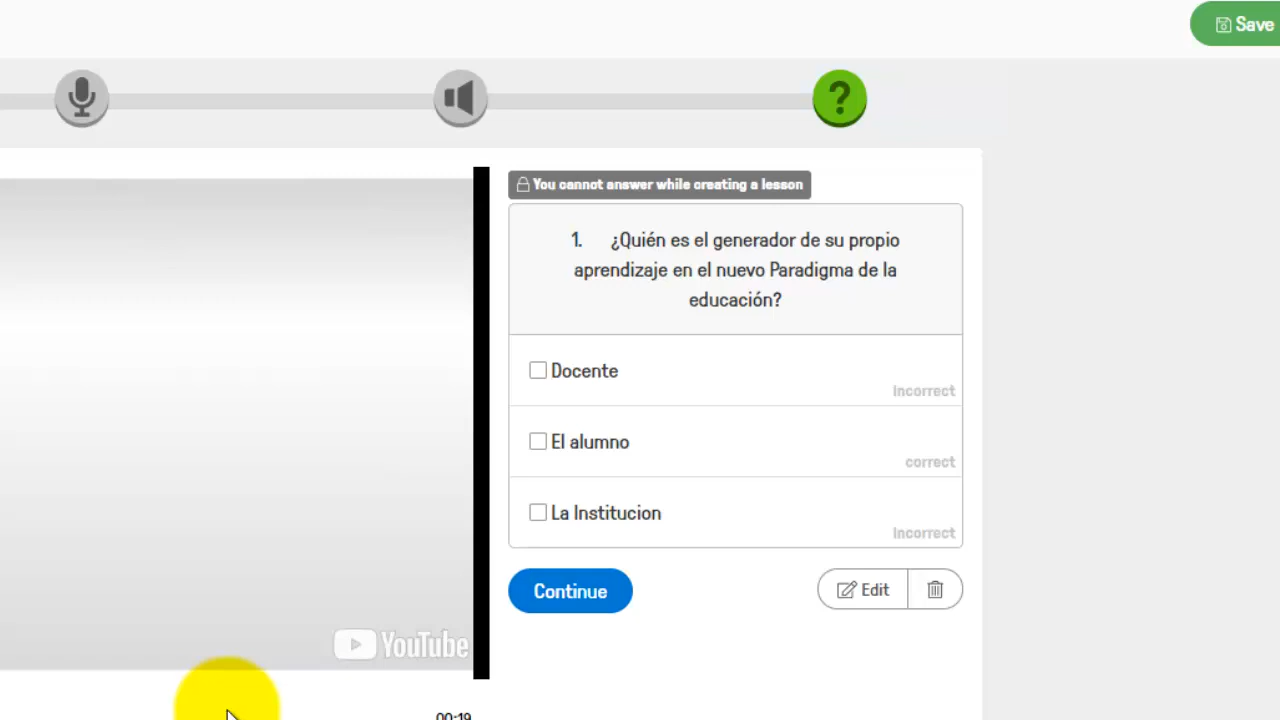 Save
You cannot answer while creating a lesson
1. ¿Quién es el generador de su propio
aprendizaje en el nuevo Paradigma de la
educación?
Docente
Incorrect
El alumno
correct
La Institucion
Incorrect
Continue
Edit
YouTube
00:19